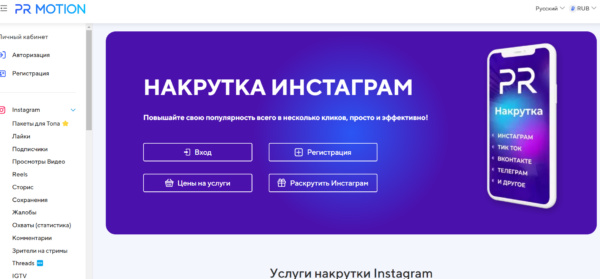 PR MOTION
Русский
RUB
Личный кабинет
Авторизация
Регистрация
Instagram
Пакеты для Топа
Лайки
Подписчики
Просмотры Видео
Reels
Сторис
Сохранения
Жалобы
Охваты (статистика)
Комментарии
Зрители на стримы
Threads
IGTV
НАКРУТКА ИНСТАГРАМ
Повышайте свою популярность всего в несколько кликов, просто и эффективно!
Вход
Регистрация
Цены на услуги
Раскрутить Инстаграм
PR
Накрутка
ИНСТАГРАМ
ТИК ТОК
ВКОНТАКТЕ
ТЕЛЕГРАМ
И ДРУГОЕ
Услуги накрутки Instagram